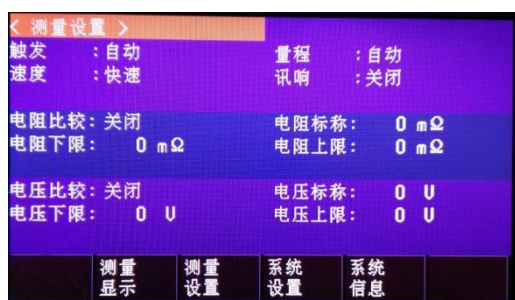 < 测量设置 >
触发 :自动 量程 :自动
速度 :快速 讯响 :关闭
电阻比较: 关闭 电阻标称: 0 mΩ
电阻下限: 0 mΩ 电阻上限: 0 mΩ
电压比较: 关闭 电压标称: 0 V
电压下限: 0 V 电压上限: 0 V
测量显示 测量设置 系统设置 系统信息